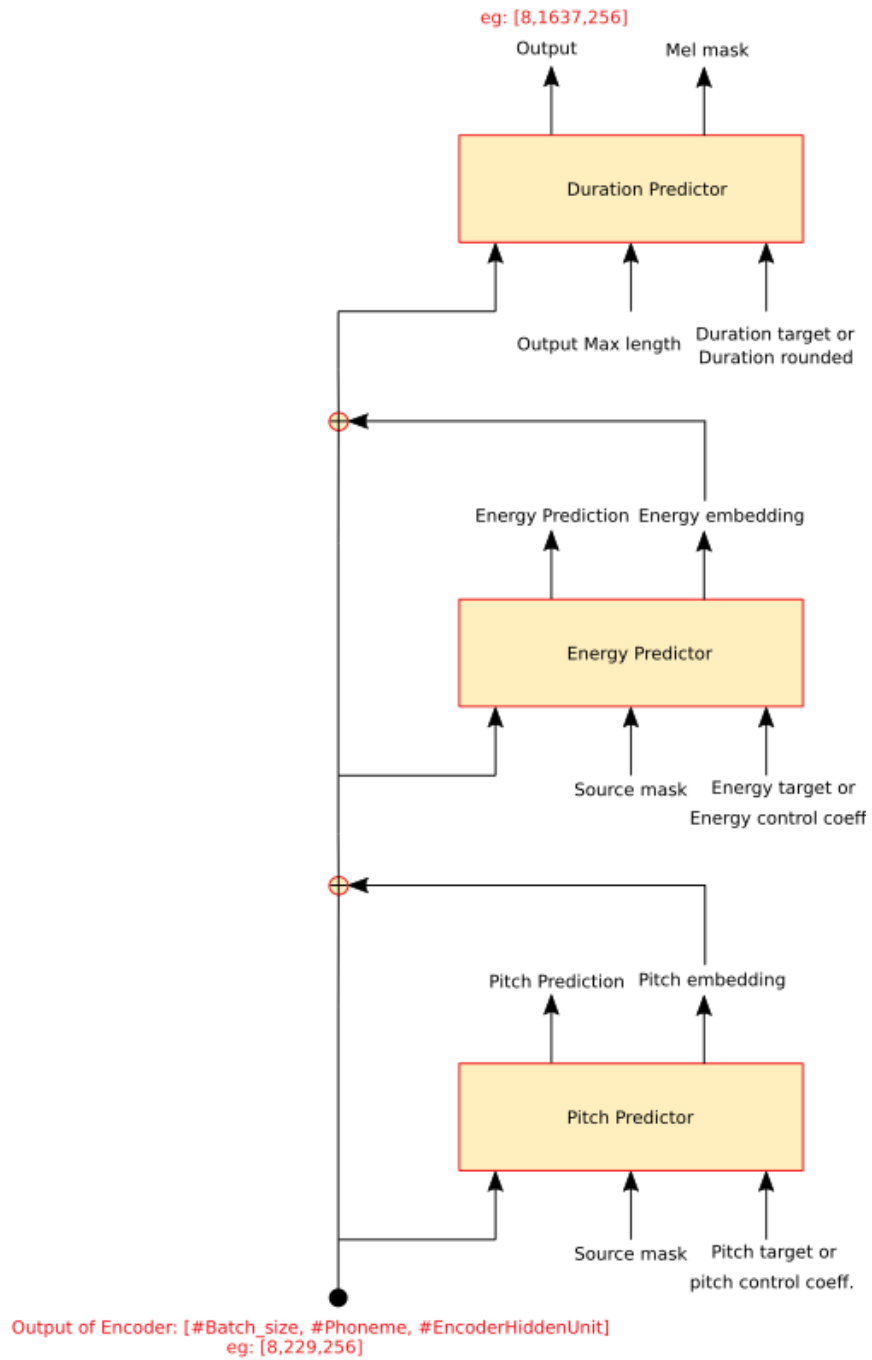 eg: [8,1637,256]
Output
Mel mask
Duration Predictor
Output Max length
Duration target or
Duration rounded
Energy Prediction
Energy embedding
Energy Predictor
Source mask
Energy target or
Energy control coeff
Pitch Prediction
Pitch embedding
Pitch Predictor
Source mask
Pitch target or
pitch control coeff.
Output of Encoder: [#Batch_size, #Phoneme, #EncoderHiddenUnit]
eg: [8,229,256]